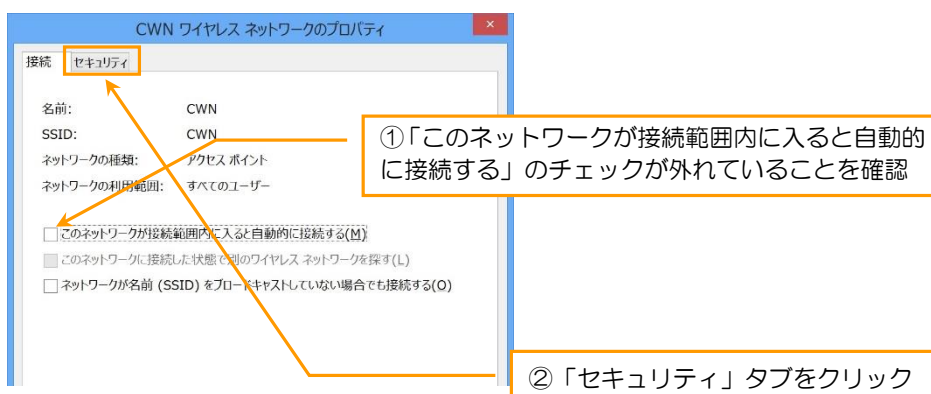 CWN ワイヤレス ネットワークのプロパティ
×
接続 セキュリティ
名前: CWN
SSID: CWN
ネットワークの種類: アクセス ポイント
ネットワークの利用範囲: すべてのユーザー
このネットワークが接続範囲内に入ると自動的に接続する(M)
このネットワークに接続した状態で別のワイヤレス ネットワークを探す(L)
ネットワークが名前 (SSID) をブロードキャストしていない場合でも接続する(O)
①「このネットワークが接続範囲内に入ると自動的
に接続する」のチェックが外れていることを確認
②「セキュリティ」タブをクリック